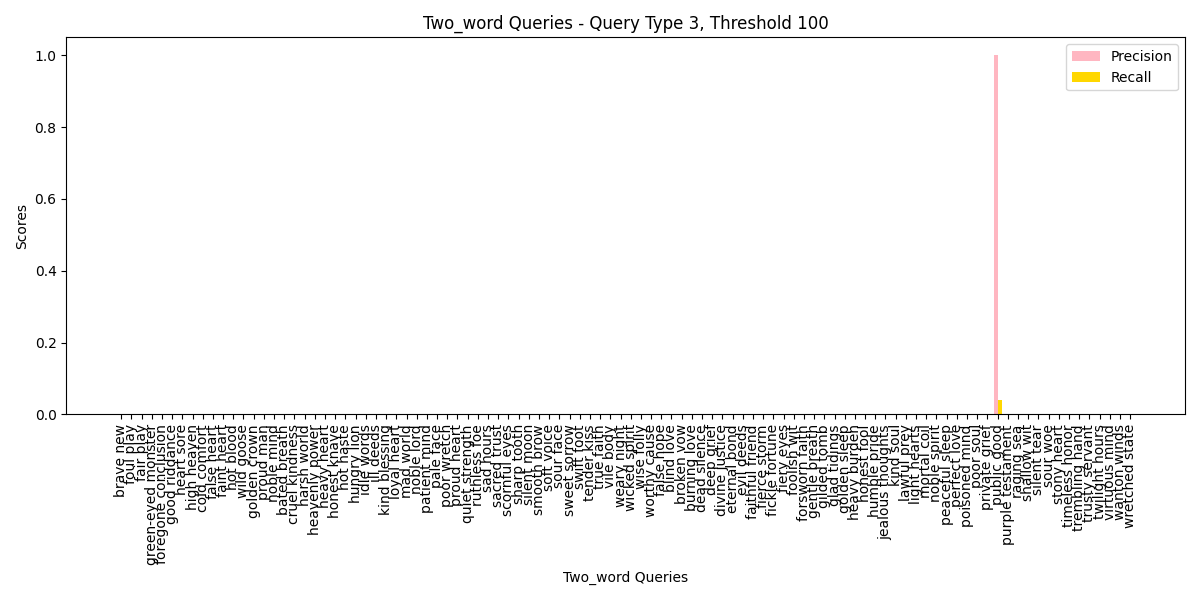 Two_word Queries - Query Type 3, Threshold 100
Precision
Recall
Scores
1.0
0.8
0.6
0.4
0.2
0.0
brave new
foul play
fair play
green-eyed monster
foregone conclusion
good riddance
heart sore
high heaven
cold comfort
false heart
faint heart
hot blood
wild goose
golden crown
proud man
noble mind
bated breath
cruel kindness
harsh world
heavenly power
heavy heart
honest knave
hot haste
hungry lion
idle words
ill deeds
kind blessing
loyal heart
mad world
noble lord
patient mind
pale face
poor wretch
proud heart
quiet strength
ruthless foe
sad hours
sacred trust
scornful eyes
sharp tooth
silent moon
smooth brow
soft voice
sour face
sweet sorrow
swift foot
tender kiss
true faith
vile body
weary night
wicked spirit
wise folly
worthy cause
false hope
blind love
broken vow
burning love
dead silence
deep grief
divine justice
eternal bond
evil deeds
faithful friend
fierce storm
fickle fortune
fiery eyes
foolish wit
forsworn faith
gentle breath
gilded tomb
glad tidings
golden sleep
heavy burden
honest fool
humble pride
jealous thoughts
kind soul
lawful prey
light hearts
mortal coil
noble spirit
peaceful sleep
perfect love
poisoned mind
poor soul
private grief
public good
purple testament
raging sea
shallow wit
silent tear
sour woe
stony heart
timeless honor
trembling hand
trusty servant
twilight hours
virtuous mind
wanton wind
wretched state
Two_word Queries